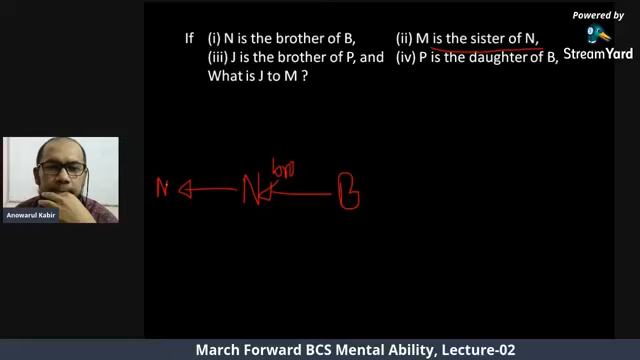 Powered by
StreamYard
If (i) N is the brother of B, (ii) M is the sister of N,
(iii) J is the brother of P, and (iv) P is the daughter of B,
What is J to M ?
bro
N N B
Anowarul Kabir
March Forward BCS Mental Ability, Lecture-02